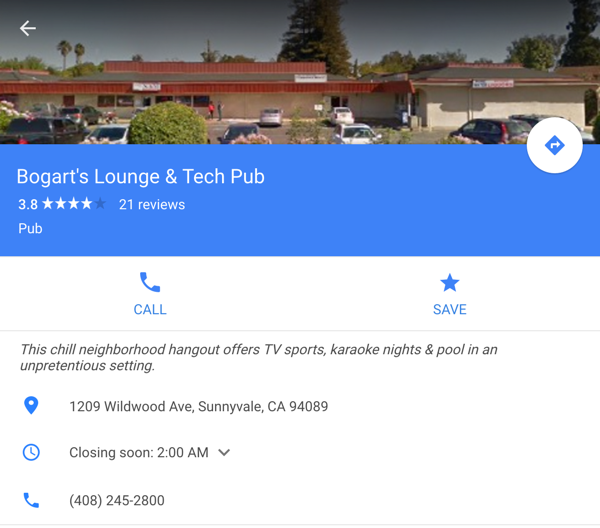 Bogart's Lounge & Tech Pub
3.8 ★★★★★ 21 reviews
Pub
CALL
SAVE
This chill neighborhood hangout offers TV sports, karaoke nights & pool in an
unpretentious setting.
1209 Wildwood Ave, Sunnyvale, CA 94089
Closing soon: 2:00 AM
(408) 245-2800